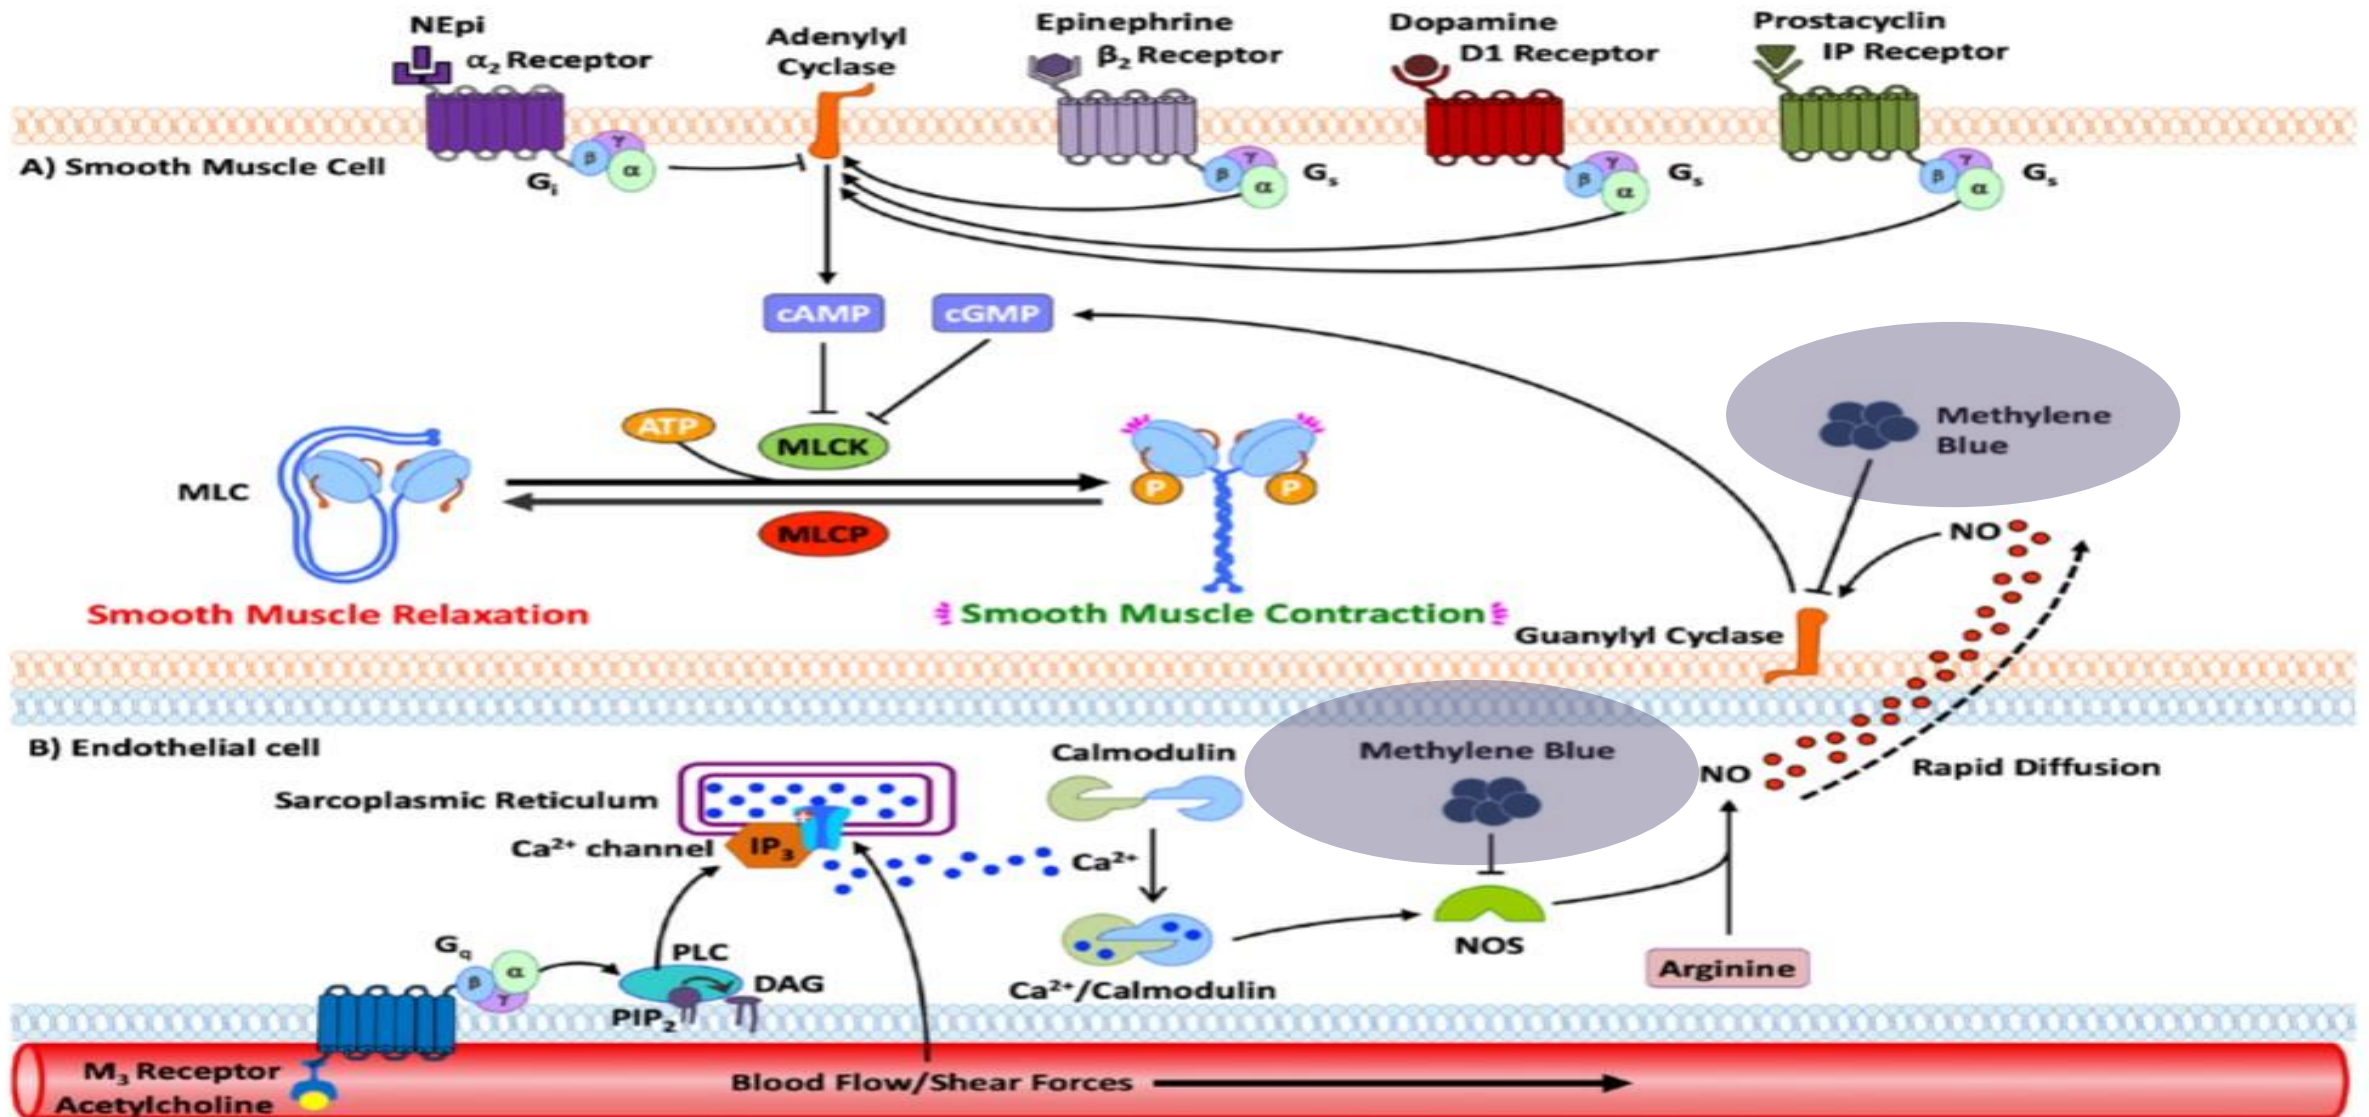 NEpi
α₂ Receptor
Adenylyl
Cyclase
Epinephrine
β₂ Receptor
Dopamine
D1 Receptor
Prostacyclin
IP Receptor
A) Smooth Muscle Cell
Gᵢ
β
γ
α
β
γ
α
Gₛ
β
γ
α
Gₛ
β
γ
α
Gₛ
cAMP
cGMP
ATP
MLCK
MLC
MLCP
P
P
Methylene
Blue
NO
Smooth Muscle Relaxation
Smooth Muscle Contraction
Guanylyl Cyclase
B) Endothelial cell
Sarcoplasmic Reticulum
Ca²⁺ channel
IP₃
Calmodulin
Ca²⁺
Methylene Blue
NO
Rapid Diffusion
Gq
β
α
γ
PLC
DAG
PIP₂
Ca²⁺/Calmodulin
NOS
Arginine
M₃ Receptor
Acetylcholine
Blood Flow/Shear Forces